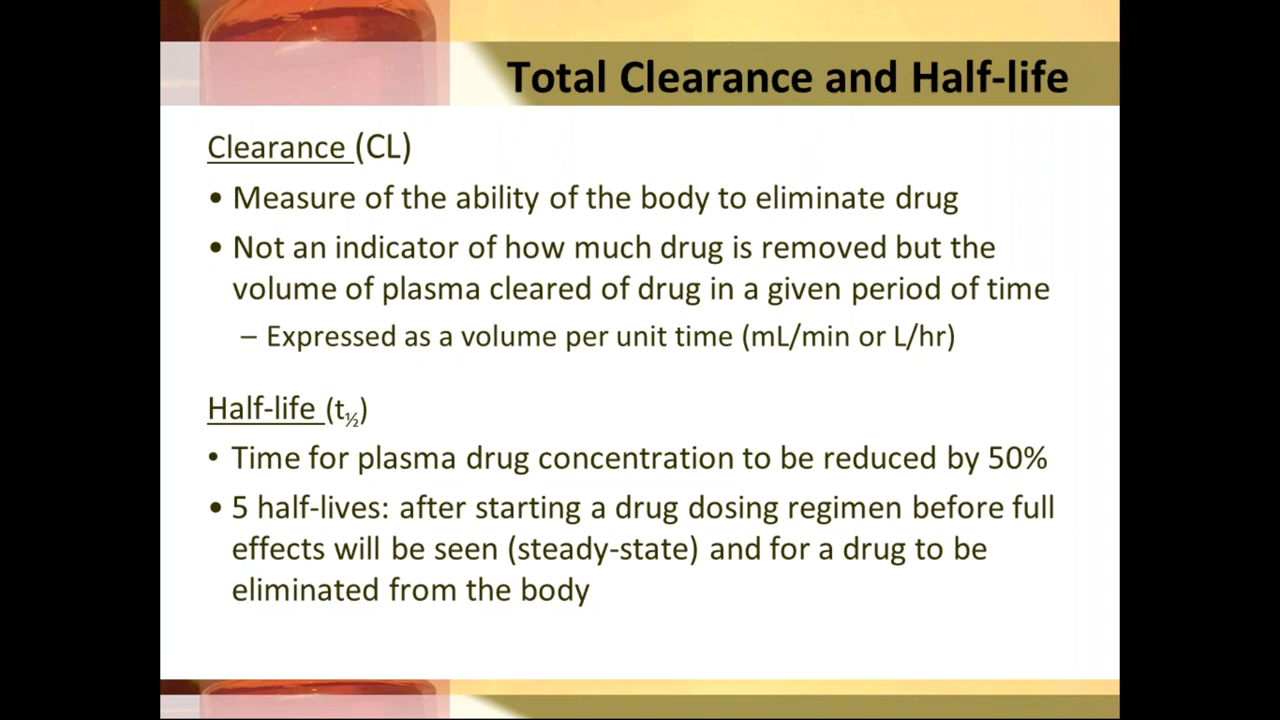 Total Clearance and Half-life
Clearance (CL)
• Measure of the ability of the body to eliminate drug
• Not an indicator of how much drug is removed but the
volume of plasma cleared of drug in a given period of time
– Expressed as a volume per unit time (mL/min or L/hr)
Half-life (t½)
• Time for plasma drug concentration to be reduced by 50%
• 5 half-lives: after starting a drug dosing regimen before full
effects will be seen (steady-state) and for a drug to be
eliminated from the body